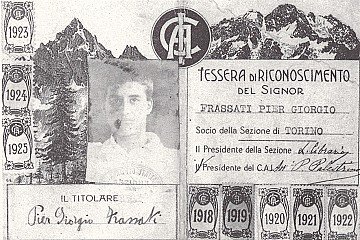 1923
1924
1925
CAI
TESSERA DI RICONOSCIMENTO
DEL SIGNOR
FRASSATI PIER GIORGIO
Socio della Sezione di TORINO
Il Presidente della Sezione
Il Presidente del C.A.I.
IL TITOLARE
Pier Giorgio Frassati
1918
1919
1920
1921
1922